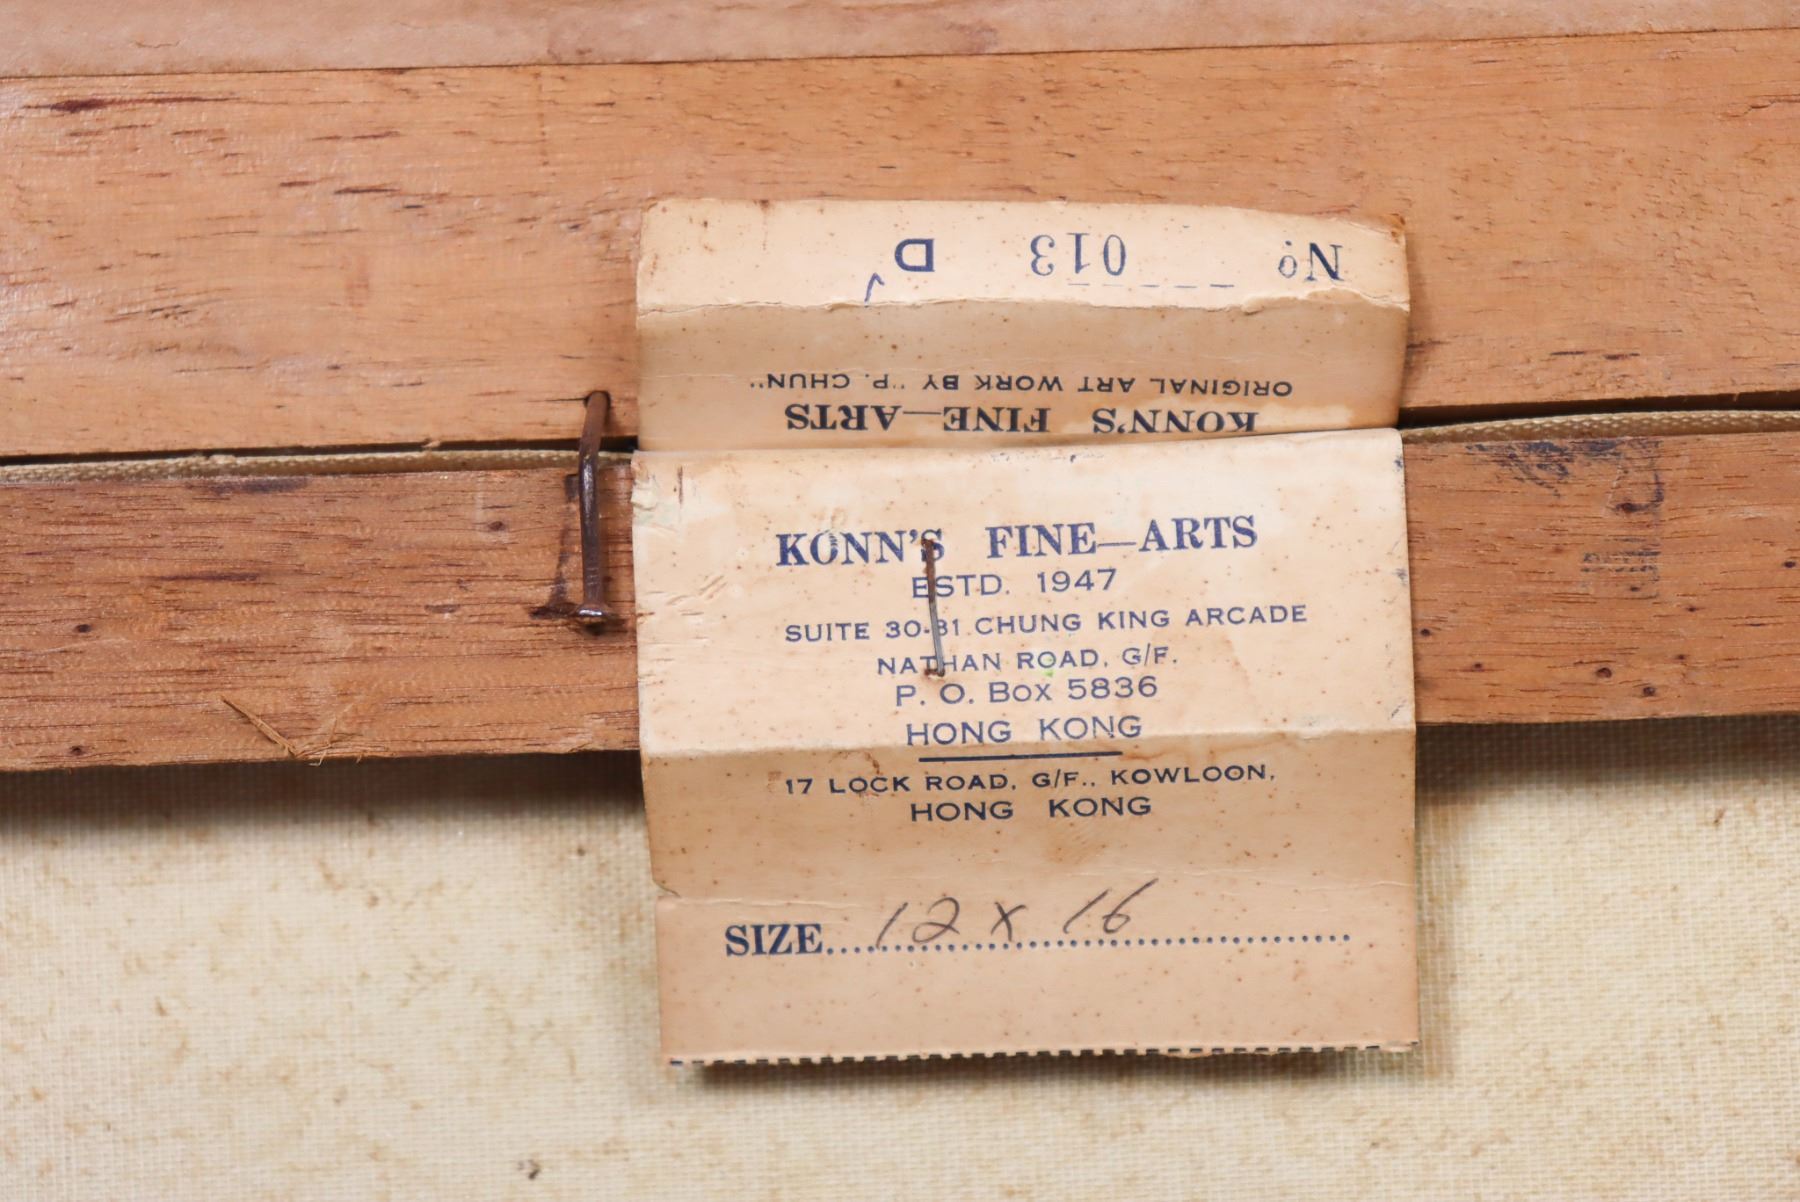 Nº 013 D
ORIGINAL ART WORK BY "P. CHUN"
KONN'S FINE—ARTS
KONN'S FINE—ARTS
ESTD. 1947
SUITE 30-31 CHUNG KING ARCADE
NATHAN ROAD, G/F.
P. O. Box 5836
HONG KONG
17 LOCK ROAD, G/F., KOWLOON,
HONG KONG
SIZE....12 x 16....